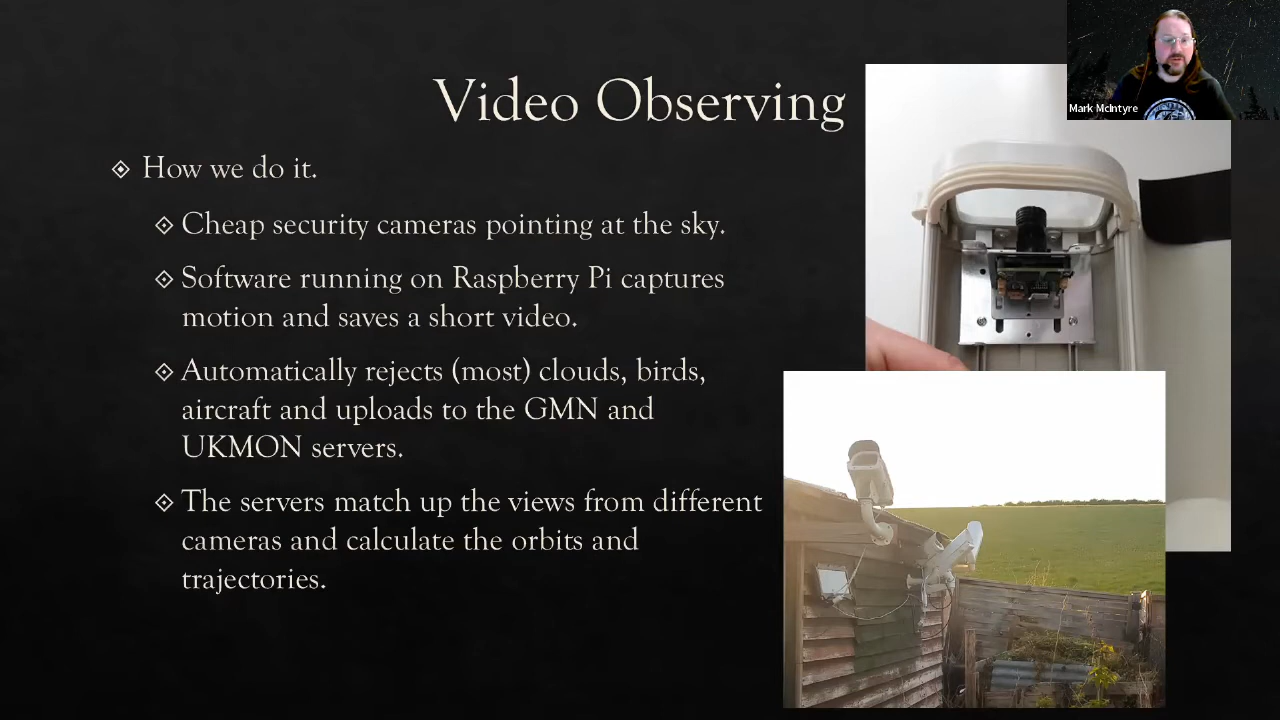 Video Observing
Mark McIntyre
How we do it.
Cheap security cameras pointing at the sky.
Software running on Raspberry Pi captures
motion and saves a short video.
Automatically rejects (most) clouds, birds,
aircraft and uploads to the GMN and
UKMON servers.
The servers match up the views from different
cameras and calculate the orbits and
trajectories.